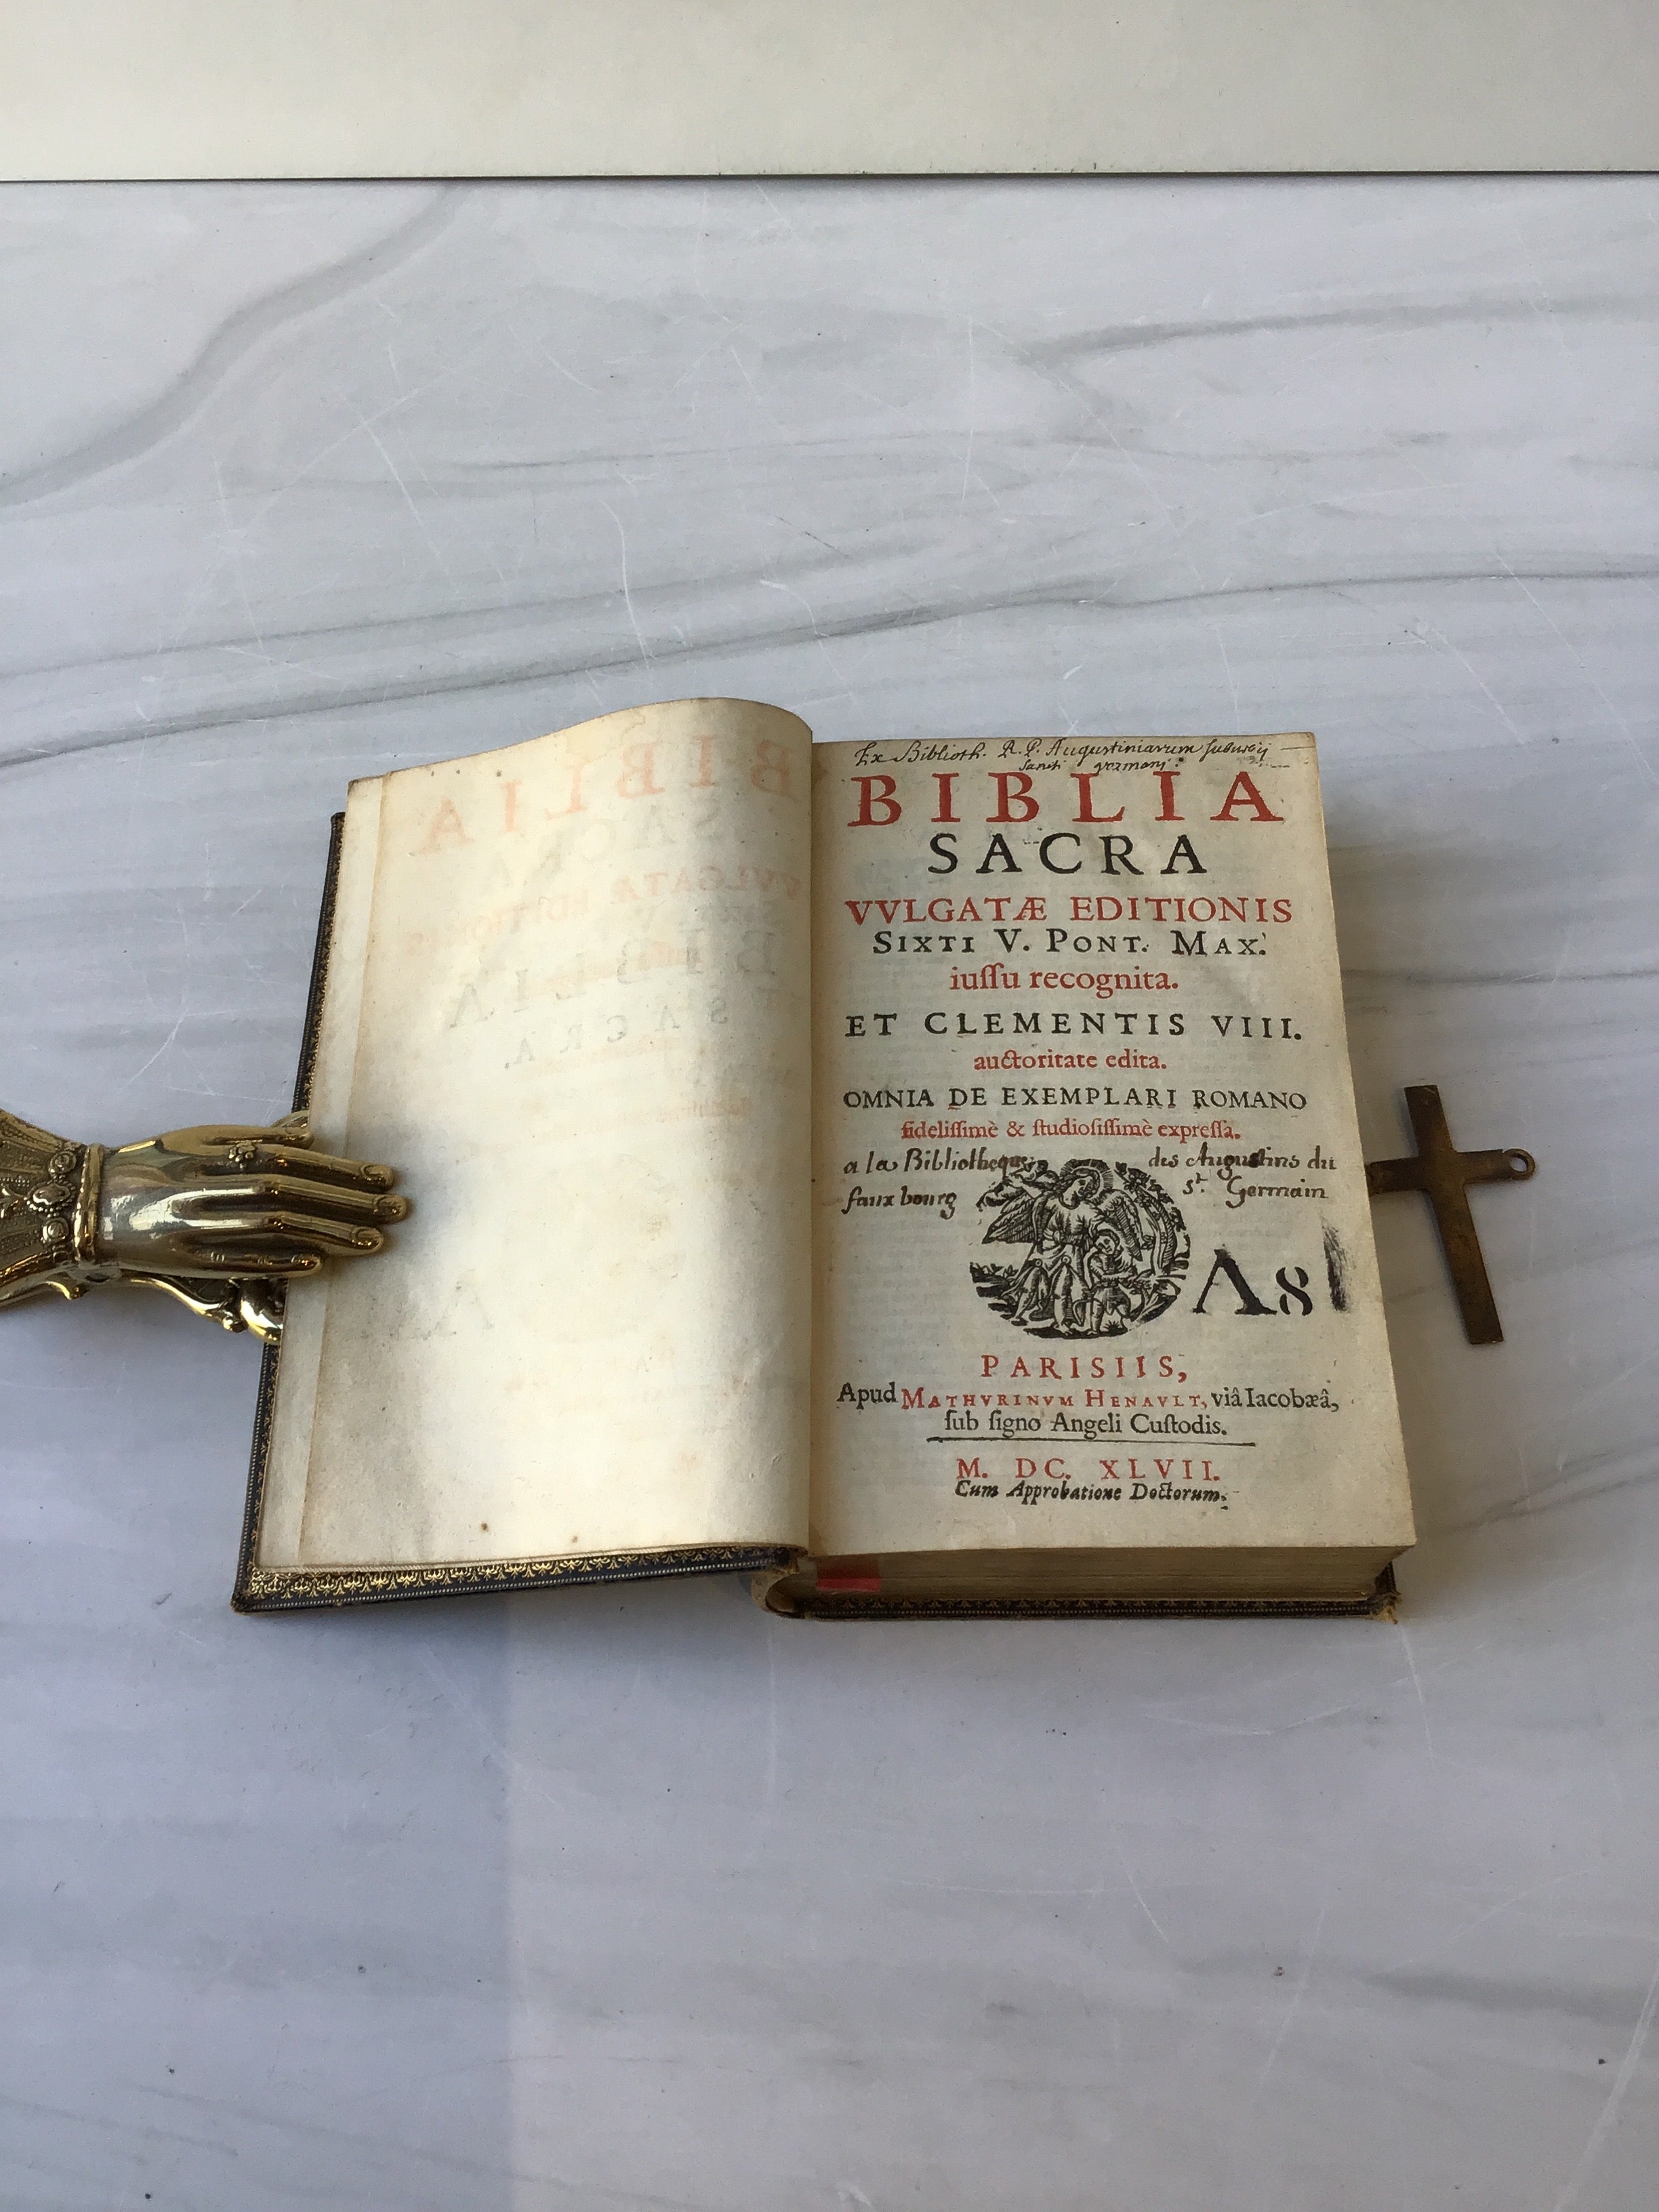 Ex Biblioth. R. P. Augustiniarum suburgij
Sancti germani
BIBLIA
SACRA
VVLGATÆ EDITIONIS
SIXTI V. PONT. MAX.
iuſſu recognita.
ET CLEMENTIS VIII.
auctoritate edita.
OMNIA DE EXEMPLARI ROMANO
fideliſſimè & ſtudioſiſſimè expreſſa.
a la Bibliotheque des Augustins du
faux bourg St. Germain
A8
PARISIIS,
Apud MATHVRINVM HENAVLT, viâ Iacobæâ,
ſub ſigno Angeli Cuſtodis.
M. DC. XLVII.
Cum Approbatione Doctorum.